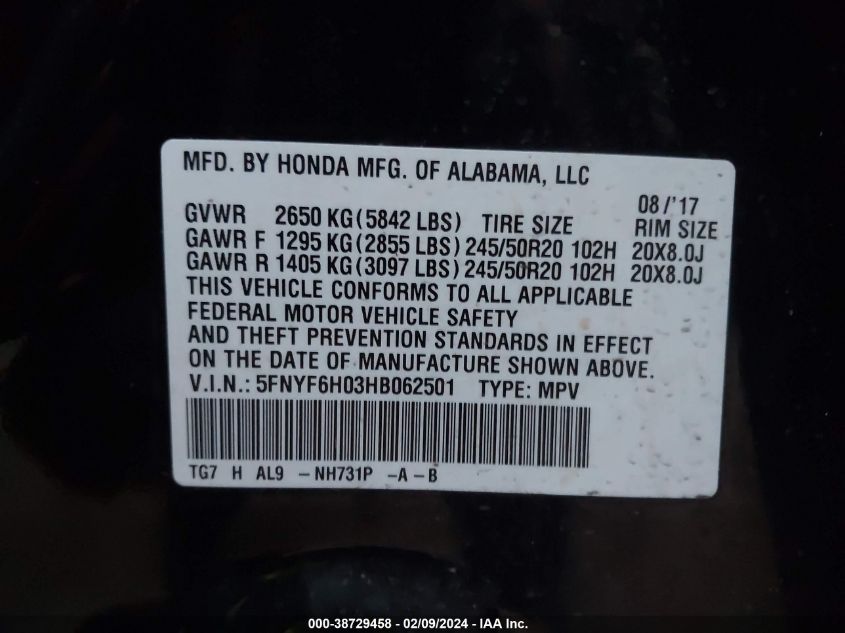 MFD. BY HONDA MFG. OF ALABAMA, LLC
08/'17
GVWR 2650 KG(5842 LBS) TIRE SIZE RIM SIZE
GAWR F 1295 KG(2855 LBS) 245/50R20 102H 20X8.0J
GAWR R 1405 KG(3097 LBS) 245/50R20 102H 20X8.0J
THIS VEHICLE CONFORMS TO ALL APPLICABLE
FEDERAL MOTOR VEHICLE SAFETY
AND THEFT PREVENTION STANDARDS IN EFFECT
ON THE DATE OF MANUFACTURE SHOWN ABOVE.
V.I.N.: 5FNYF6H03HB062501 TYPE: MPV
TG7 H AL9 -NH731P -A-B
000-38729458 - 02/09/2024 - IAA Inc.